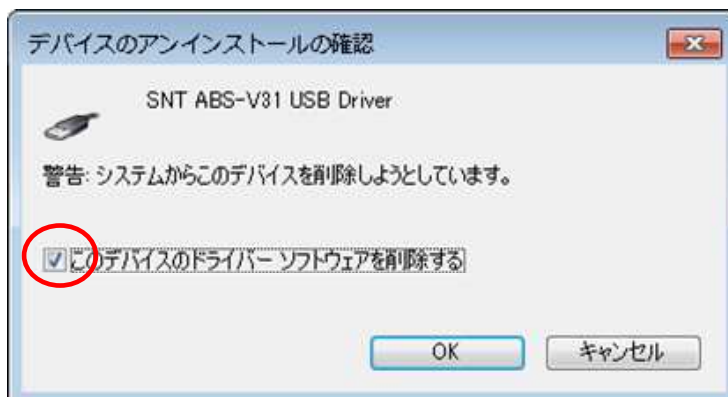 デバイスのアンインストールの確認
SNT ABS-V31 USB Driver
警告: システムからこのデバイスを削除しようとしています。
このデバイスのドライバー ソフトウェアを削除する
OK
キャンセル